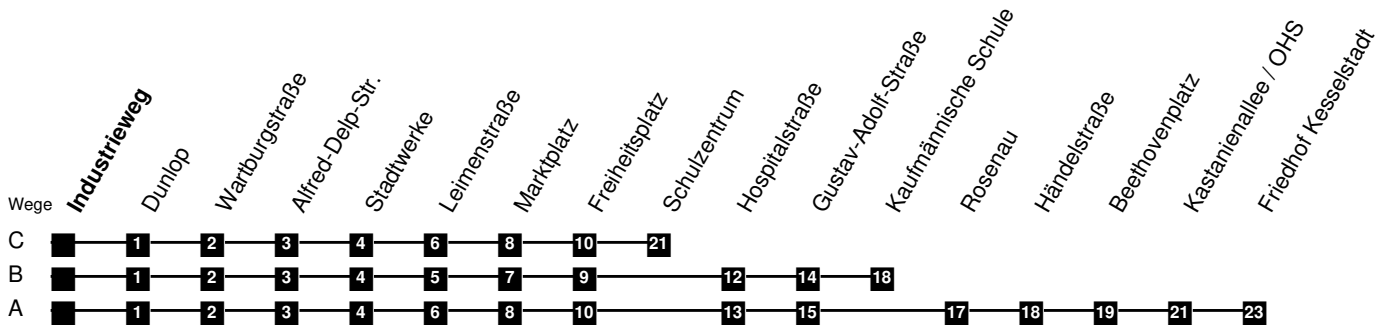 Industrieweg
Dunlop
Wartburgstraße
Alfred-Delp-Str.
Stadtwerke
Leimenstraße
Marktplatz
Freiheitsplatz
Schulzentrum
Hospitalstraße
Gustav-Adolf-Straße
Kaufmännische Schule
Rosenau
Händelstraße
Beethovenplatz
Kastanienallee / OHS
Friedhof Kesselstadt
Wege
C 1 2 3 4 6 8 10 21
B 1 2 3 4 5 7 9 12 14 18
A 1 2 3 4 6 8 10 13 15 17 18 19 21 23